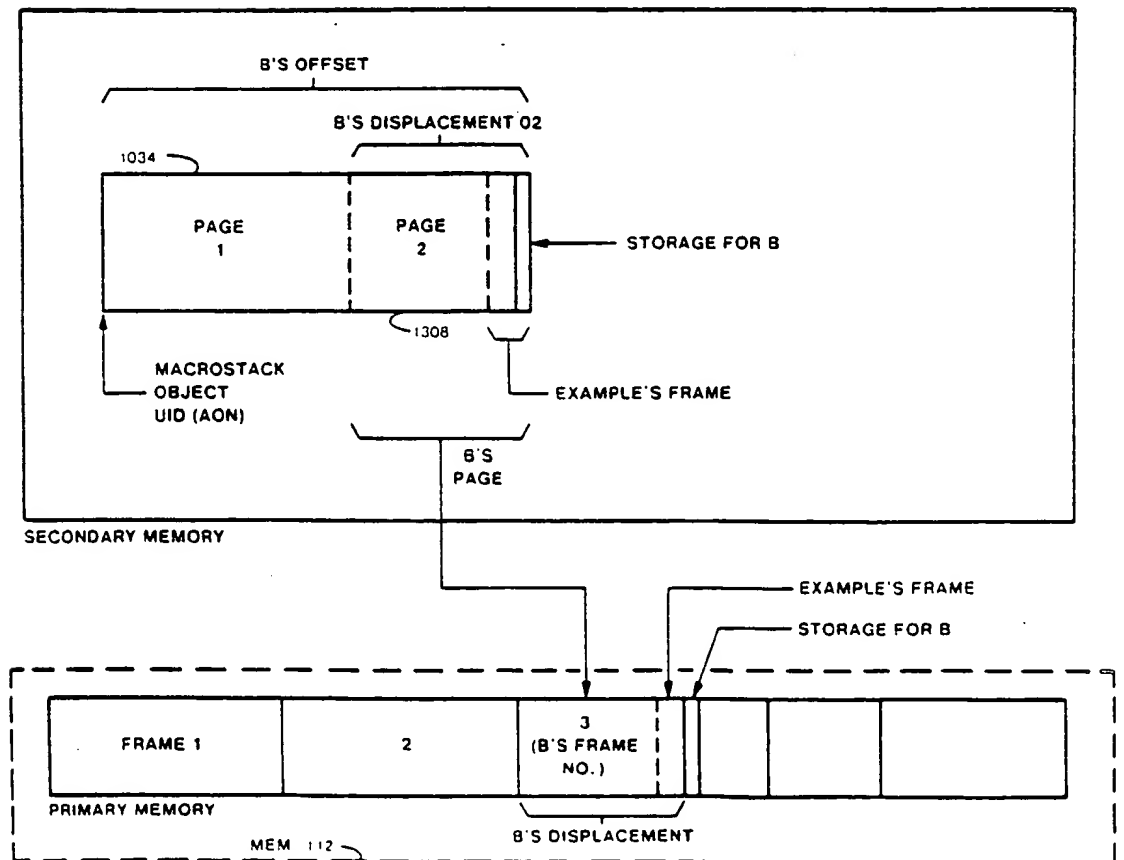 B'S OFFSET
B'S DISPLACEMENT 02
1034
PAGE
1
PAGE
2
STORAGE FOR B
1308
MACROSTACK
OBJECT
UID (AON)
EXAMPLE'S FRAME
B'S
PAGE
SECONDARY MEMORY
EXAMPLE'S FRAME
STORAGE FOR B
FRAME 1
2
3
(B'S FRAME
NO.)
PRIMARY MEMORY
B'S DISPLACEMENT
MEM 112